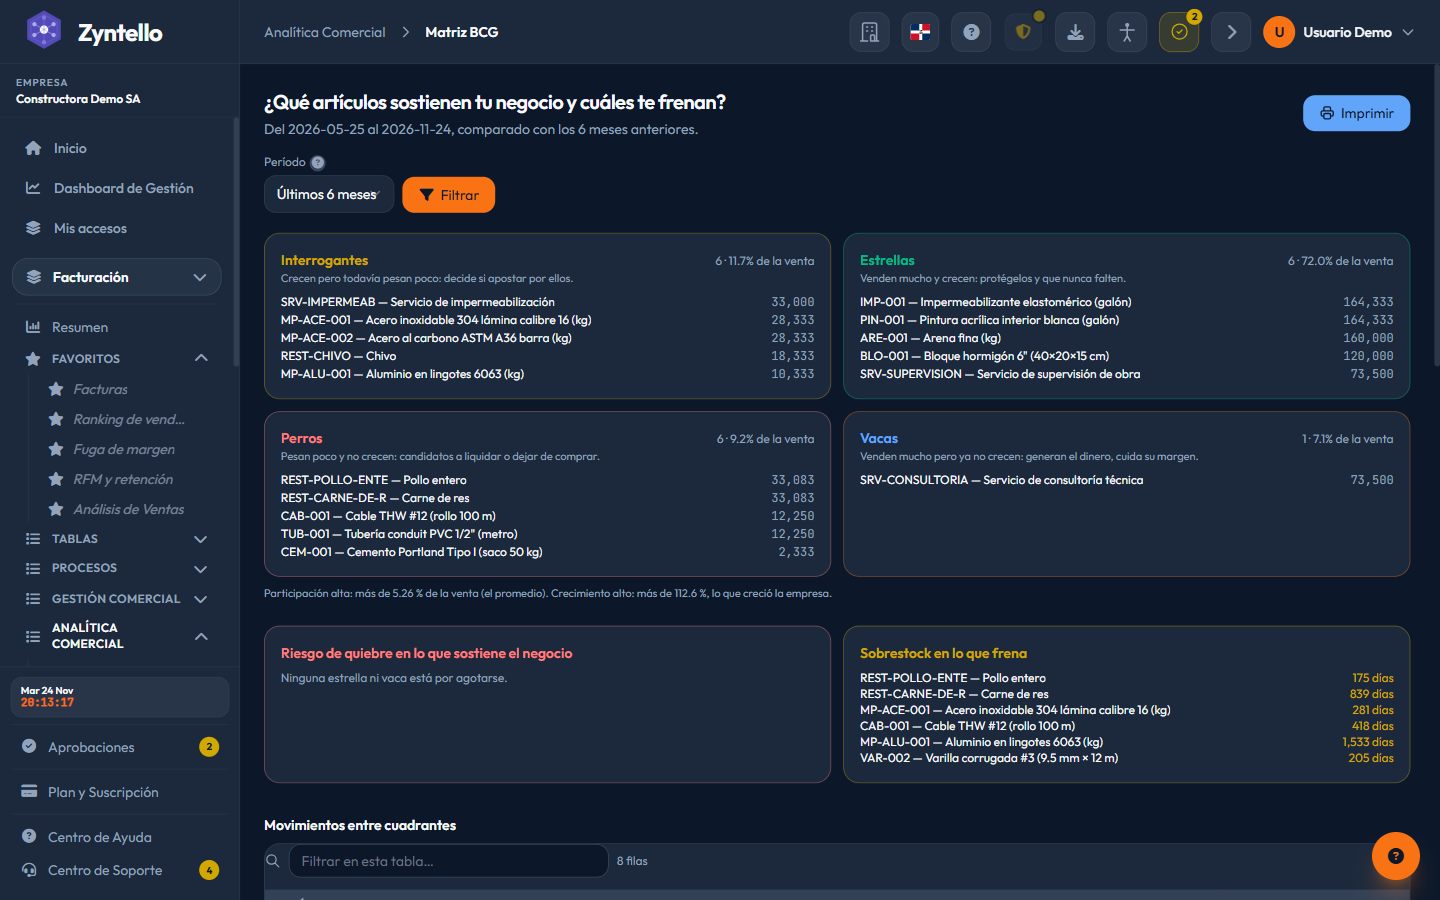 Zyntello
EMPRESA
Constructora Demo SA
Inicio
Dashboard de Gestión
Mis accesos
Facturación
Resumen
FAVORITOS
Facturas
Ranking de vend...
Fuga de margen
RFM y retención
Análisis de Ventas
TABLAS
PROCESOS
GESTIÓN COMERCIAL
ANALÍTICA
COMERCIAL
Mar 24 Nov
20:13:17
Aprobaciones 2
Plan y Suscripción
Centro de Ayuda
Centro de Soporte 4
Analítica Comercial > Matriz BCG
2
U Usuario Demo
¿Qué artículos sostienen tu negocio y cuáles te frenan?
Del 2026-05-25 al 2026-11-24, comparado con los 6 meses anteriores.
Imprimir
Período ?
Últimos 6 meses
Filtrar
Interrogantes 6 · 11.7% de la venta
Crecen pero todavía pesan poco: decide si apostar por ellos.
SRV-IMPERMEAB — Servicio de impermeabilización 33,000
MP-ACE-001 — Acero inoxidable 304 lámina calibre 16 (kg) 28,333
MP-ACE-002 — Acero al carbono ASTM A36 barra (kg) 28,333
REST-CHIVO — Chivo 18,333
MP-ALU-001 — Aluminio en lingotes 6063 (kg) 10,333
Estrellas 6 · 72.0% de la venta
Venden mucho y crecen: protégelos y que nunca falten.
IMP-001 — Impermeabilizante elastomérico (galón) 164,333
PIN-001 — Pintura acrílica interior blanca (galón) 164,333
ARE-001 — Arena fina (kg) 160,000
BLO-001 — Bloque hormigón 6" (40×20×15 cm) 120,000
SRV-SUPERVISION — Servicio de supervisión de obra 73,500
Perros 6 · 9.2% de la venta
Pesan poco y no crecen: candidatos a liquidar o dejar de comprar.
REST-POLLO-ENTE — Pollo entero 33,083
REST-CARNE-DE-R — Carne de res 33,083
CAB-001 — Cable THW #12 (rollo 100 m) 12,250
TUB-001 — Tubería conduit PVC 1/2" (metro) 12,250
CEM-001 — Cemento Portland Tipo I (saco 50 kg) 2,333
Vacas 1 · 7.1% de la venta
Venden mucho pero ya no crecen: generan el dinero, cuida su margen.
SRV-CONSULTORIA — Servicio de consultoría técnica 73,500
Participación alta: más de 5.26 % de la venta (el promedio). Crecimiento alto: más de 112.6 %, lo que creció la empresa.
Riesgo de quiebre en lo que sostiene el negocio
Ninguna estrella ni vaca está por agotarse.
Sobrestock en lo que frena
REST-POLLO-ENTE — Pollo entero 175 días
REST-CARNE-DE-R — Carne de res 839 días
MP-ACE-001 — Acero inoxidable 304 lámina calibre 16 (kg) 281 días
CAB-001 — Cable THW #12 (rollo 100 m) 418 días
MP-ALU-001 — Aluminio en lingotes 6063 (kg) 1,533 días
VAR-002 — Varilla corrugada #3 (9.5 mm × 12 m) 205 días
Movimientos entre cuadrantes
Filtrar en esta tabla... 8 filas